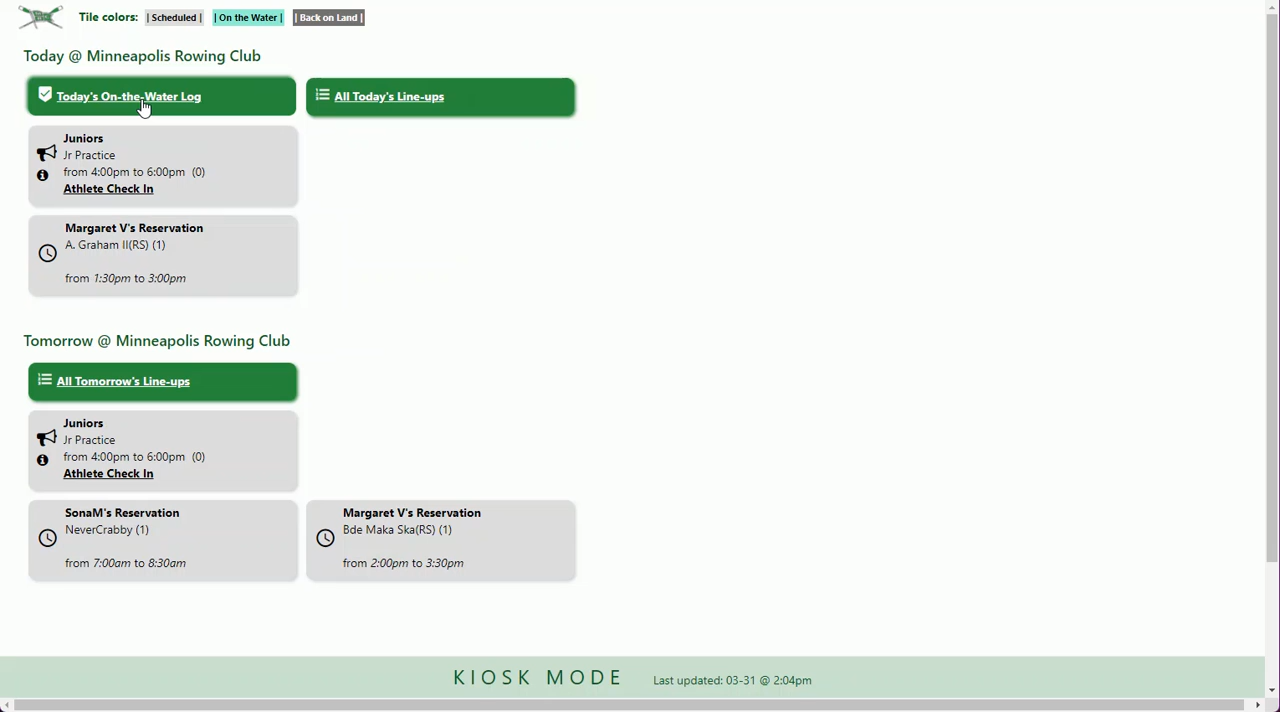 Tile colors: | Scheduled | | On the Water | | Back on Land |
Today @ Minneapolis Rowing Club
Today's On-the-Water Log
All Today's Line-ups
Juniors
Jr Practice
from 4:00pm to 6:00pm (0)
Athlete Check In
Margaret V's Reservation
A. Graham II(RS) (1)
from 1:30pm to 3:00pm
Tomorrow @ Minneapolis Rowing Club
All Tomorrow's Line-ups
Juniors
Jr Practice
from 4:00pm to 6:00pm (0)
Athlete Check In
SonaM's Reservation
NeverCrabby (1)
from 7:00am to 8:30am
Margaret V's Reservation
Bde Maka Ska(RS) (1)
from 2:00pm to 3:30pm
KIOSK MODE
Last updated: 03-31 @ 2:04pm